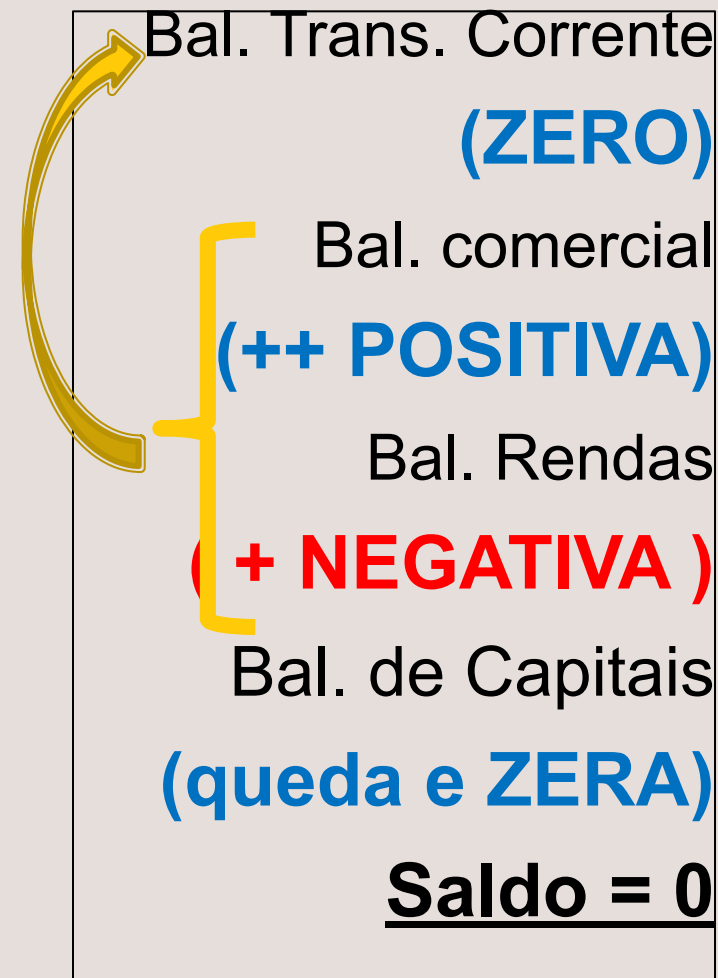 Bal. Trans. Corrente
(ZERO)
Bal. comercial
(++ POSITIVA)
Bal. Rendas
( + NEGATIVA )
Bal. de Capitais
(queda e ZERA)
Saldo = 0